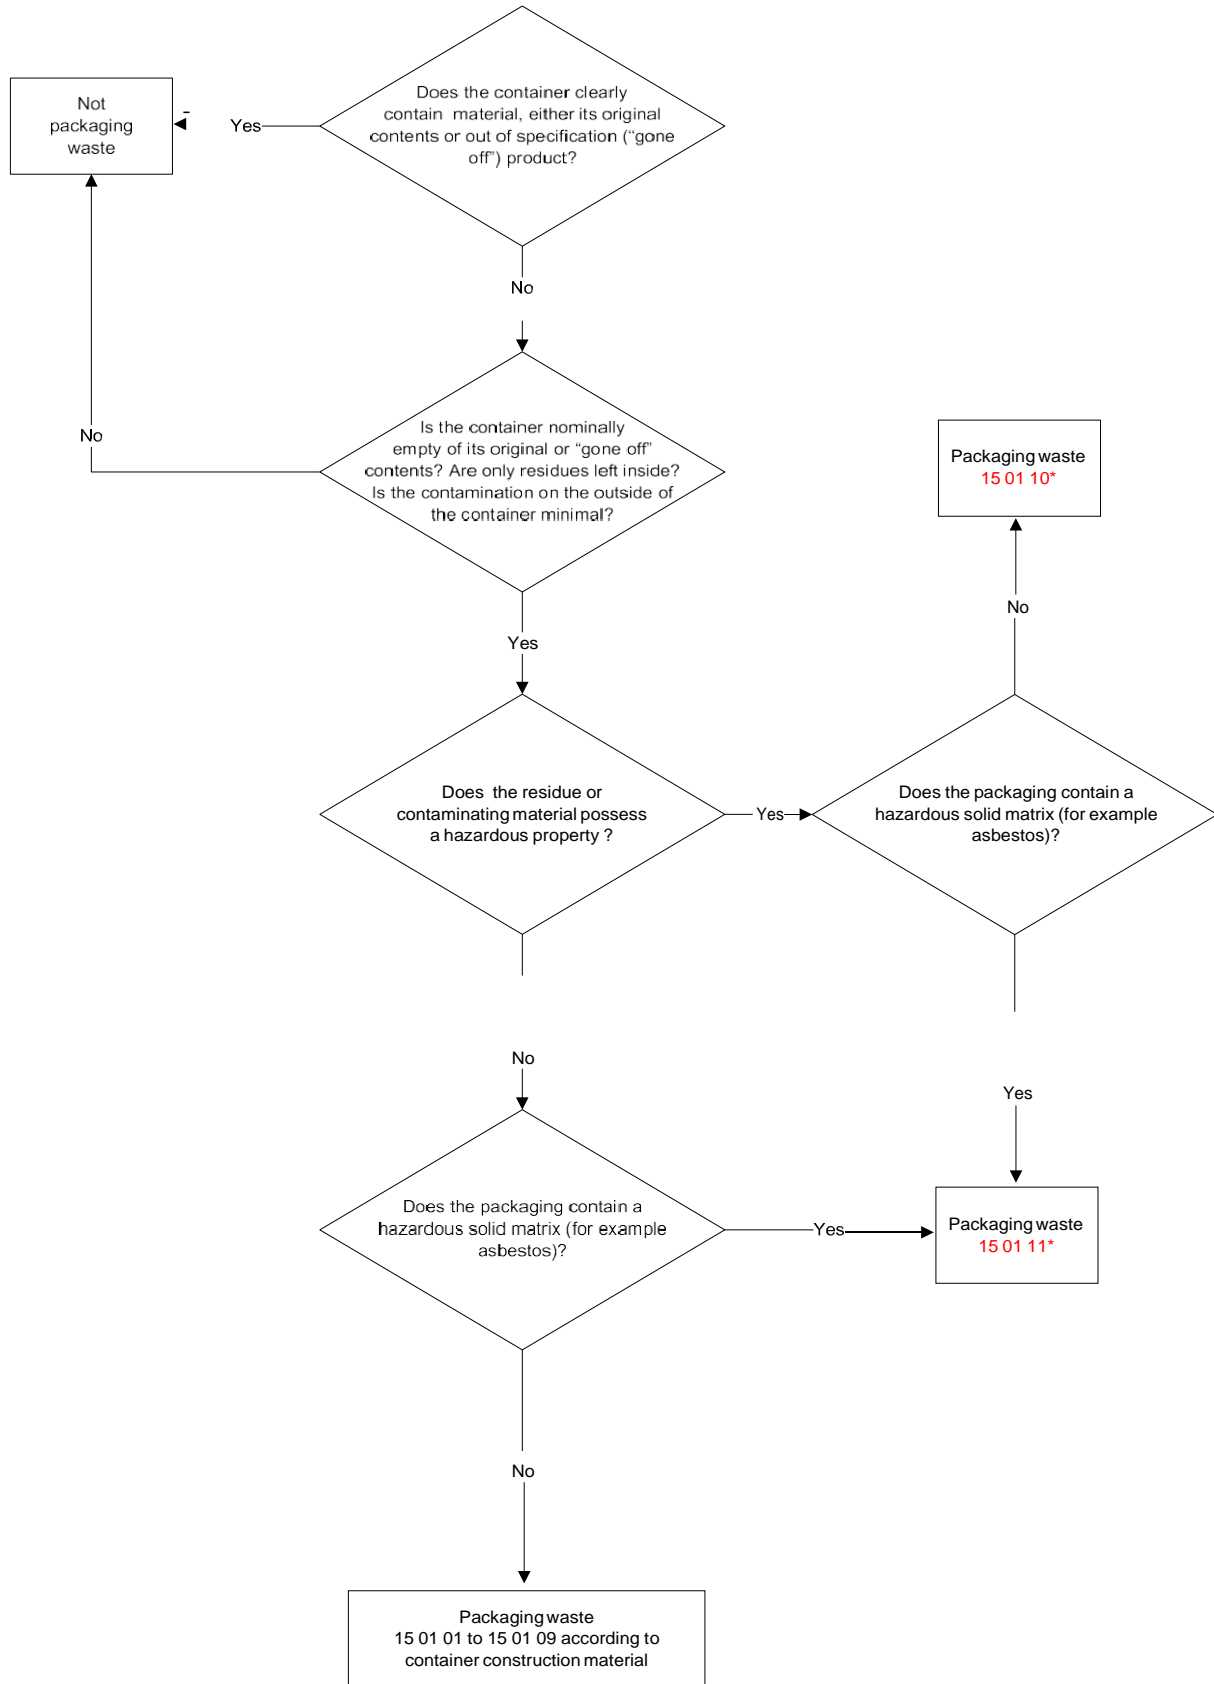 Does the container clearly
contain material, either its original
contents or out of specification (“gone
off”) product?
Not
packaging
waste
Yes
No
Is the container nominally
empty of its original or “gone off”
contents? Are only residues left inside?
Is the contamination on the outside of
the container minimal?
No
Packaging waste
15 01 10*
No
Yes
Does the residue or
contaminating material possess
a hazardous property ?
Yes
Does the packaging contain a
hazardous solid matrix (for example
asbestos)?
No
Yes
Does the packaging contain a
hazardous solid matrix (for example
asbestos)?
Yes
Packaging waste
15 01 11*
No
Packaging waste
15 01 01 to 15 01 09 according to
container construction material